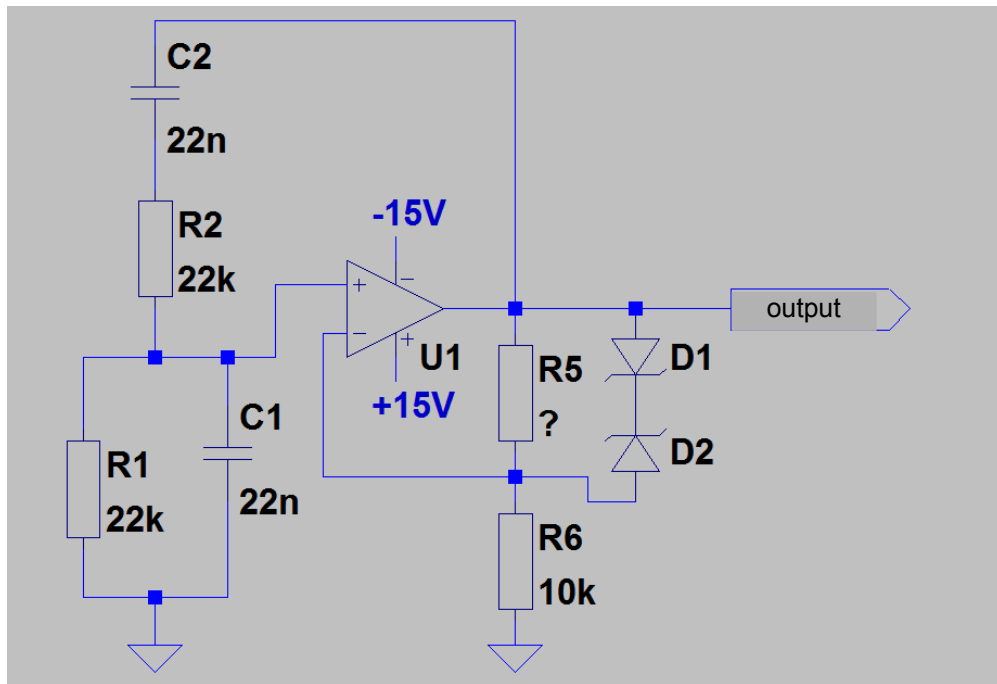 C2
22n
R2
22k
-15V
+
−
−
+
U1
+15V
output
R5
?
D1
D2
C1
22n
R1
22k
R6
10k